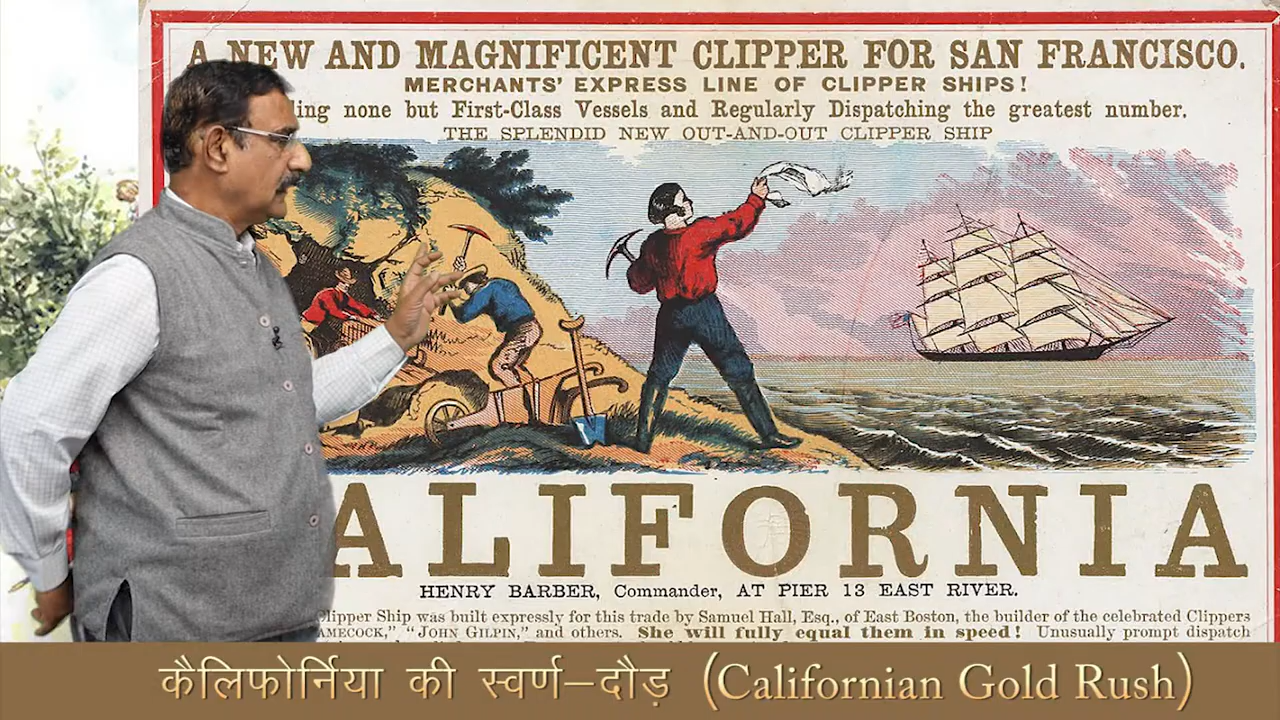 A NEW AND MAGNIFICENT CLIPPER FOR SAN FRANCISCO.
MERCHANTS' EXPRESS LINE OF CLIPPER SHIPS!
none but First-Class Vessels and Regularly Dispatching the greatest number.
THE SPLENDID NEW OUT-AND-OUT CLIPPER SHIP
ALIFORNIA
HENRY BARBER, Commander, AT PIER 13 EAST RIVER.
Clipper Ship was built expressly for this trade by Samuel Hall, Esq., of East Boston, the builder of the celebrated Clippers
AMECOCK," "JOHN GILPIN," and others. She will fully equal them in speed! Unusually prompt dispatch
कैलिफोर्निया की स्वर्ण–दौड़ (Californian Gold Rush)